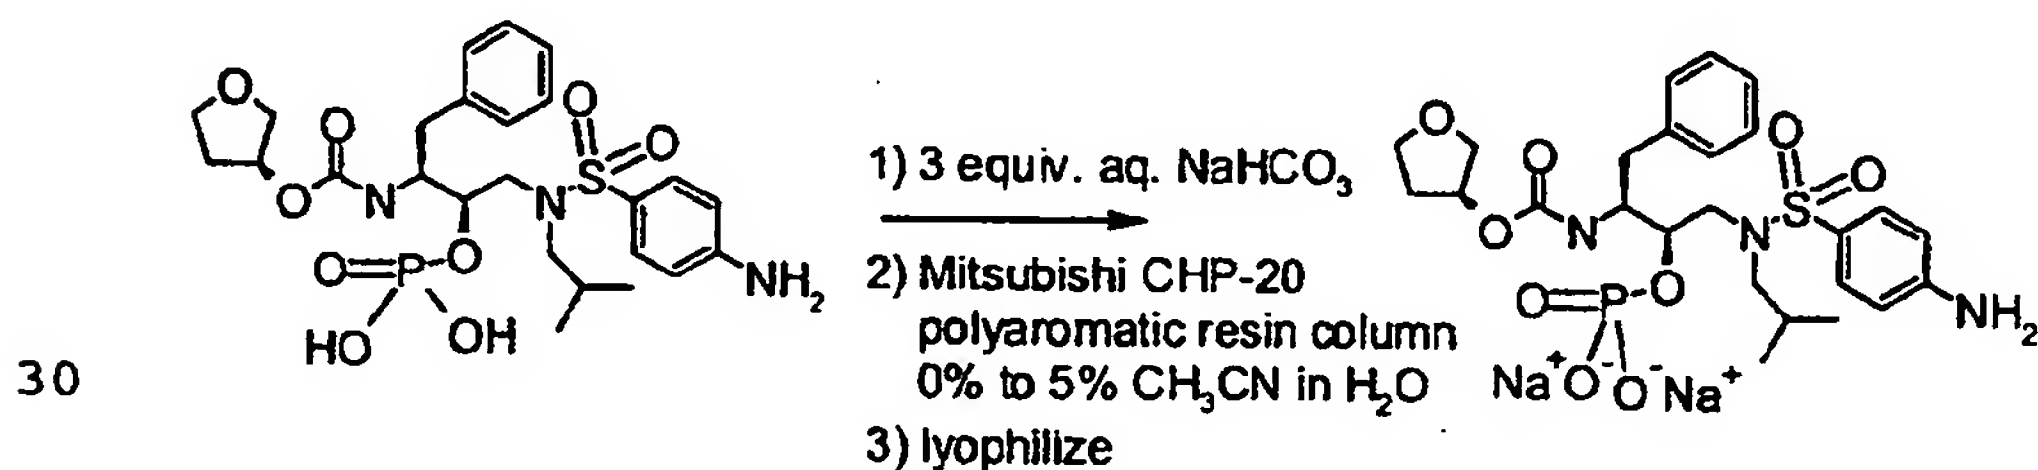 1) 3 equiv. aq. NaHCO₃
2) Mitsubishi CHP-20
polyaromatic resin column
0% to 5% CH₃CN in H₂O
3) lyophilize
30
O
O
O
N
O
P
O
HO
OH
O
O
S
N
NH₂
O
O
O
N
O
P
O
Na⁺O⁻
O⁻Na⁺
O
O
S
N
NH₂